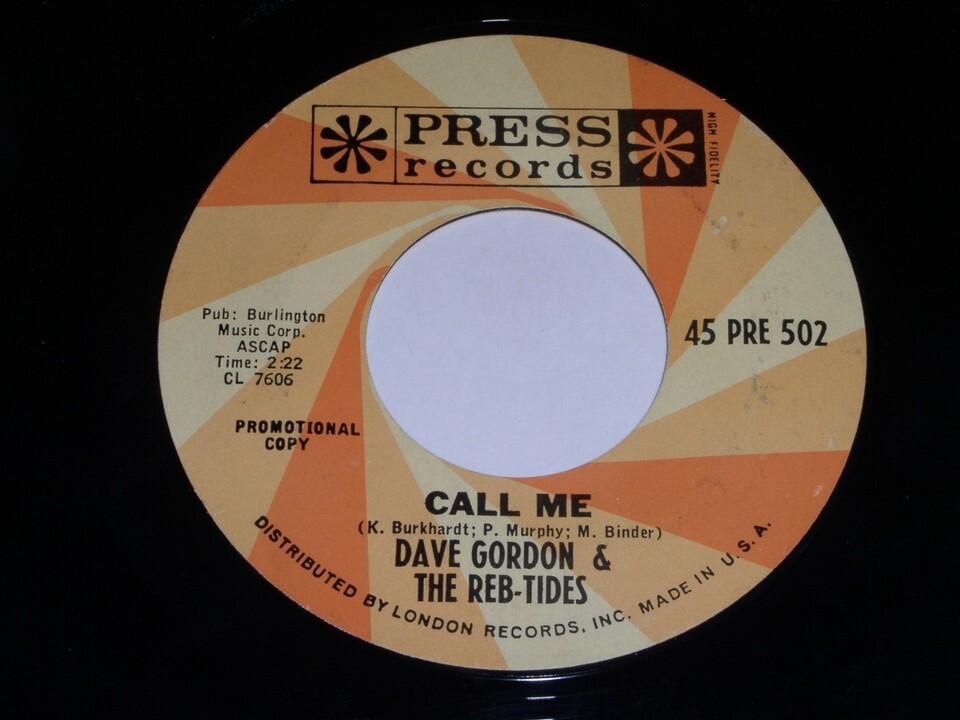 PRESS
records
HIGH FIDELITY
Pub: Burlington
Music Corp.
ASCAP
Time: 2:22
CL 7606
45 PRE 502
PROMOTIONAL
COPY
CALL ME
(K. Burkhardt; P. Murphy; M. Binder)
DAVE GORDON &
THE REB-TIDES
DISTRIBUTED BY LONDON RECORDS, INC. MADE IN U.S.A.